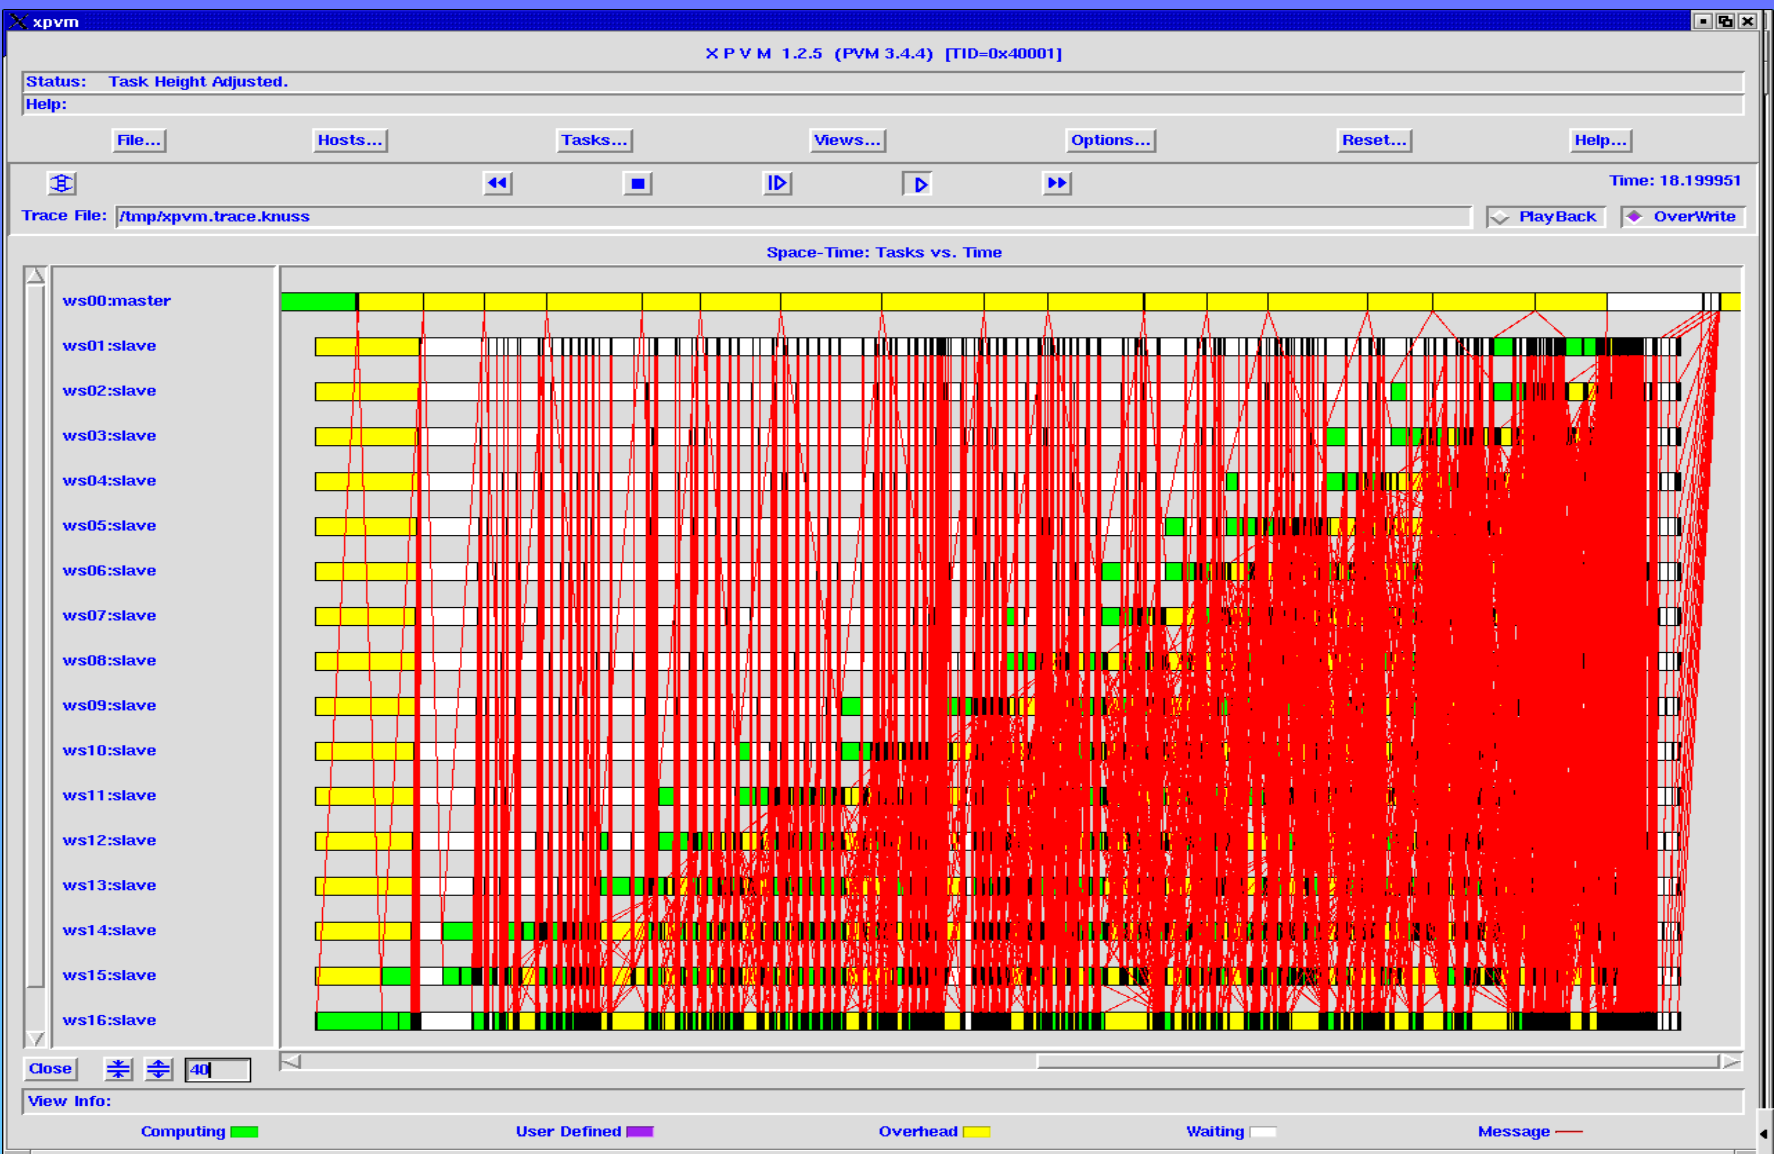 xpvm
X P V M 1.2.5 (PVM 3.4.4) [TID=0x40001]
Status: Task Height Adjusted.
Help:
File... Hosts... Tasks... Views... Options... Reset... Help...
Time: 18.199951
Trace File: /tmp/xpvm.trace.knuss PlayBack OverWrite
Space-Time: Tasks vs. Time
ws00:master
ws01:slave
ws02:slave
ws03:slave
ws04:slave
ws05:slave
ws06:slave
ws07:slave
ws08:slave
ws09:slave
ws10:slave
ws11:slave
ws12:slave
ws13:slave
ws14:slave
ws15:slave
ws16:slave
Close 40
View Info:
Computing User Defined Overhead Waiting Message